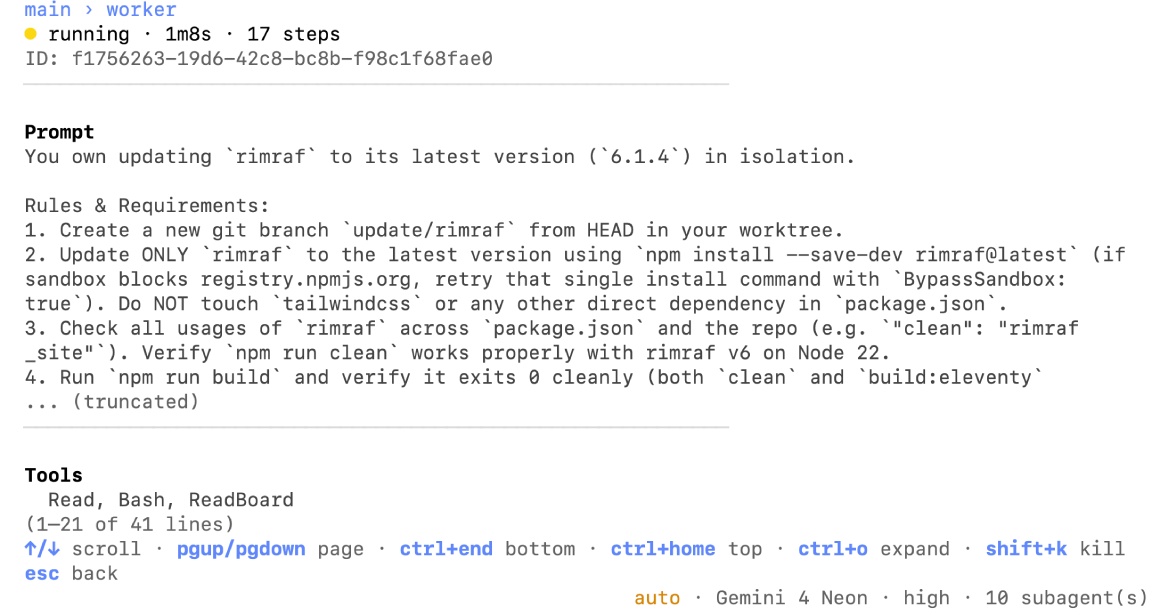 main › worker
● running · 1m8s · 17 steps
ID: f1756263-19d6-42c8-bc8b-f98c1f68fae0
Prompt
You own updating `rimraf` to its latest version (`6.1.4`) in isolation.
Rules & Requirements:
1. Create a new git branch `update/rimraf` from HEAD in your worktree.
2. Update ONLY `rimraf` to the latest version using `npm install --save-dev rimraf@latest` (if
sandbox blocks registry.npmjs.org, retry that single install command with `BypassSandbox:
true`). Do NOT touch `tailwindcss` or any other direct dependency in `package.json`.
3. Check all usages of `rimraf` across `package.json` and the repo (e.g. `"clean": "rimraf
_site"`). Verify `npm run clean` works properly with rimraf v6 on Node 22.
4. Run `npm run build` and verify it exits 0 cleanly (both `clean` and `build:eleventy`
... (truncated)
Tools
Read, Bash, ReadBoard
(1–21 of 41 lines)
↑/↓ scroll · pgup/pgdown page · ctrl+end bottom · ctrl+home top · ctrl+o expand · shift+k kill
esc back
auto · Gemini 4 Neon · high · 10 subagent(s)